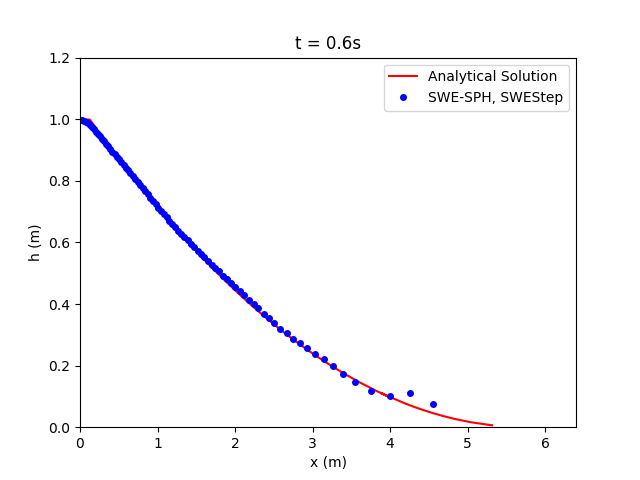 t = 0.6s
Analytical Solution
SWE-SPH, SWEStep
h (m)
1.2
1.0
0.8
0.6
0.4
0.2
0.0
0 1 2 3 4 5 6
x (m)